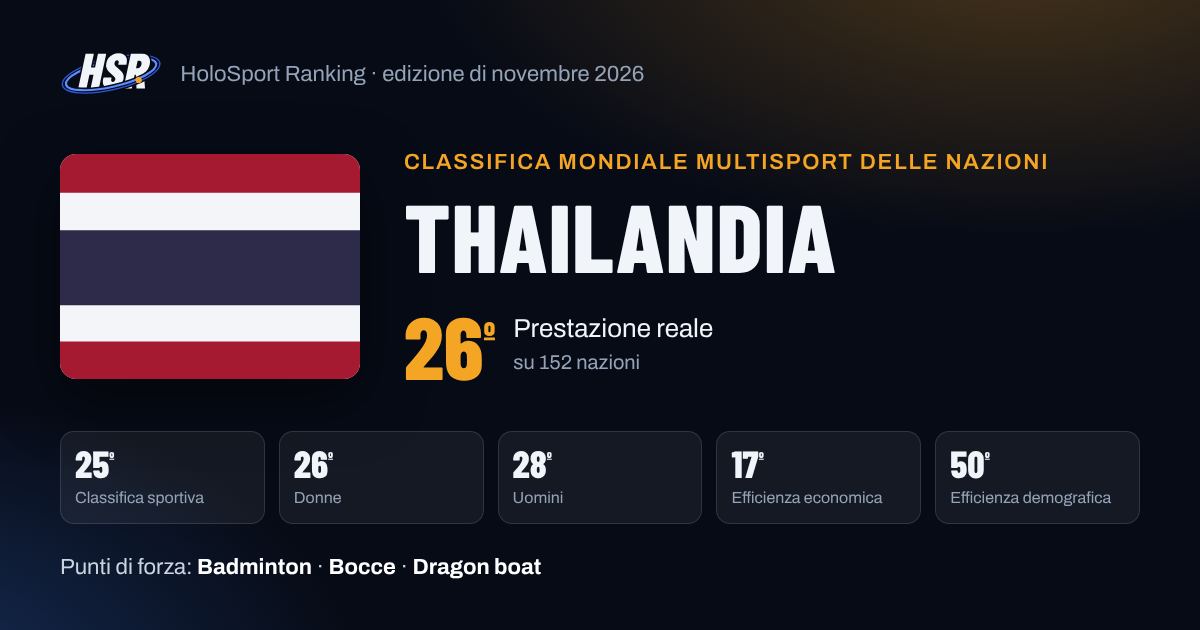 HSR
HoloSport Ranking · edizione di novembre 2026
CLASSIFICA MONDIALE MULTISPORT DELLE NAZIONI
THAILANDIA
26º
Prestazione reale
su 152 nazioni
25º
Classifica sportiva
26º
Donne
28º
Uomini
17º
Efficienza economica
50º
Efficienza demografica
Punti di forza: Badminton · Bocce · Dragon boat